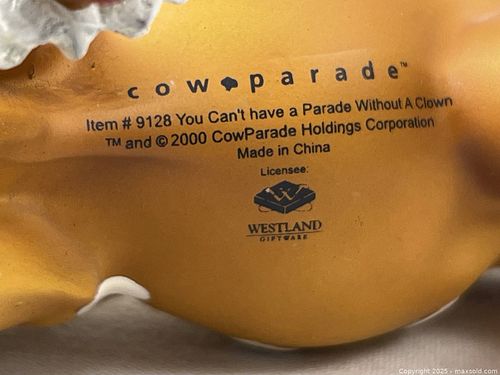 cow parade™
Item # 9128 You Can't have a Parade Without A Clown
™ and © 2000 CowParade Holdings Corporation
Made in China
Licensee:
W
WESTLAND
GIFTWARE
Copyright 2025 - maxsold.com